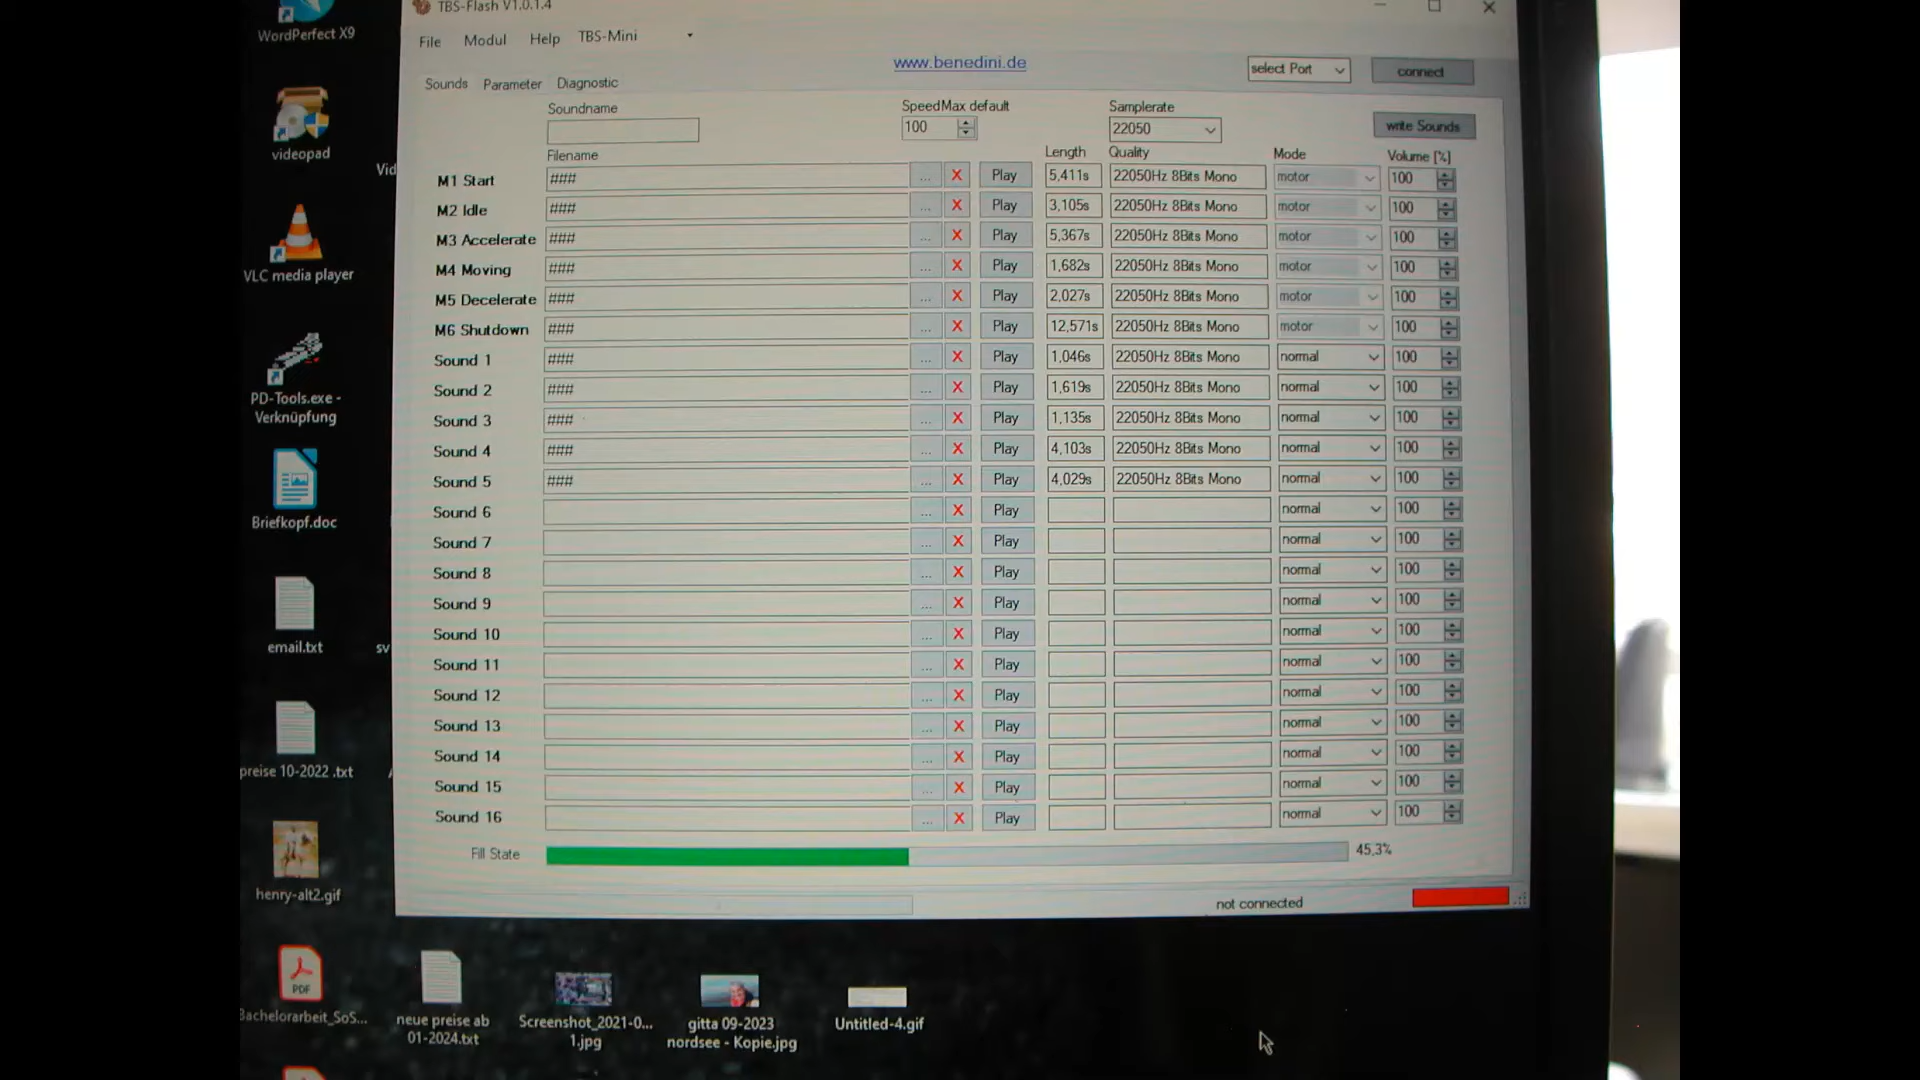 WordPerfect X9
videopad
Vid
VLC media player
PD-Tools.exe -
Verknüpfung
Briefkopf.doc
email.txt
sv
preise 10-2022 .txt
henry-alt2.gif
PDF
Bachelorarbeit_SoS...
neue preise ab
01-2024.txt
Screenshot_2021-0...
1.jpg
gitta 09-2023
nordsee - Kopie.jpg
Untitled-4.gif
TBS-Flash V1.0.1.4
File Modul Help TBS-Mini
www.benedini.de
select Port connect
Sounds Parameter Diagnostic
Soundname SpeedMax default Samplerate
100 22050 write Sounds
Filename Length Quality Mode Volume [%]
M1 Start ### ... X Play 5,411s 22050Hz 8Bits Mono motor 100
M2 Idle ### ... X Play 3,105s 22050Hz 8Bits Mono motor 100
M3 Accelerate ### ... X Play 5,367s 22050Hz 8Bits Mono motor 100
M4 Moving ### ... X Play 1,682s 22050Hz 8Bits Mono motor 100
M5 Decelerate ### ... X Play 2,027s 22050Hz 8Bits Mono motor 100
M6 Shutdown ### ... X Play 12,571s 22050Hz 8Bits Mono motor 100
Sound 1 ### ... X Play 1,046s 22050Hz 8Bits Mono normal 100
Sound 2 ### ... X Play 1,619s 22050Hz 8Bits Mono normal 100
Sound 3 ### ... X Play 1,135s 22050Hz 8Bits Mono normal 100
Sound 4 ### ... X Play 4,103s 22050Hz 8Bits Mono normal 100
Sound 5 ### ... X Play 4,029s 22050Hz 8Bits Mono normal 100
Sound 6 ... X Play normal 100
Sound 7 ... X Play normal 100
Sound 8 ... X Play normal 100
Sound 9 ... X Play normal 100
Sound 10 ... X Play normal 100
Sound 11 ... X Play normal 100
Sound 12 ... X Play normal 100
Sound 13 ... X Play normal 100
Sound 14 ... X Play normal 100
Sound 15 ... X Play normal 100
Sound 16 ... X Play normal 100
Fill State 45,3%
not connected